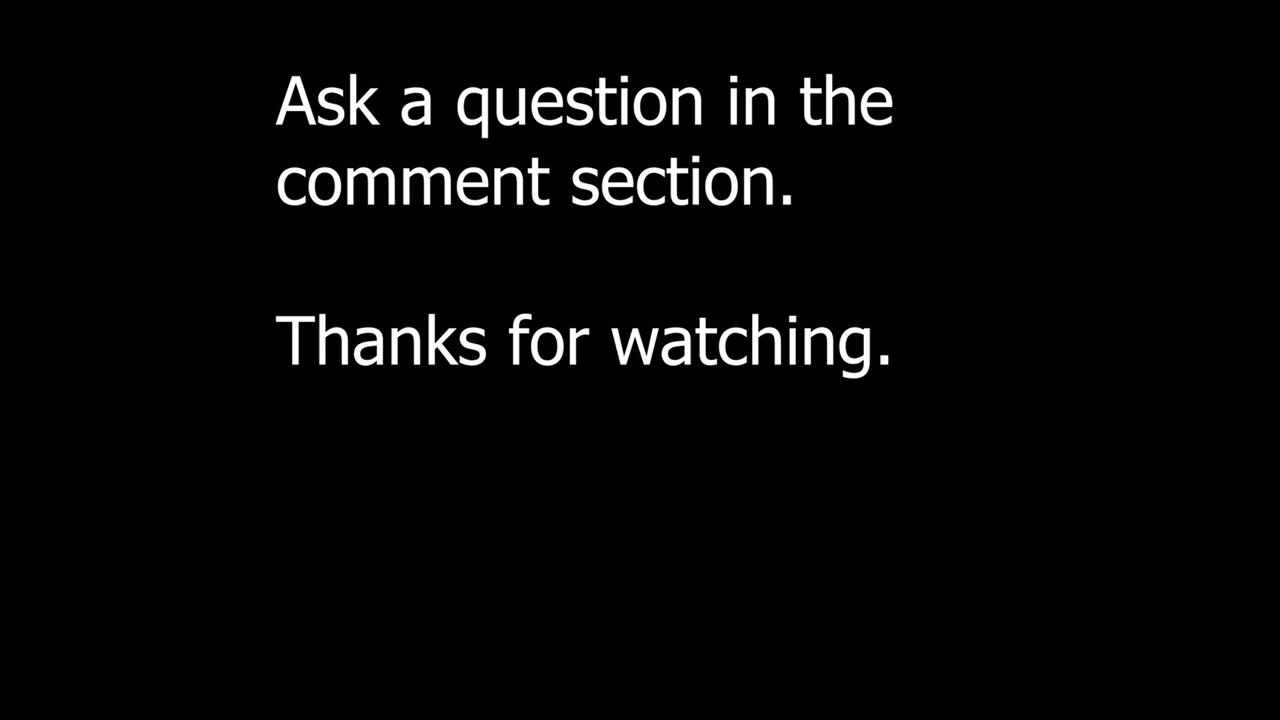 Ask a question in the
comment section.
Thanks for watching.